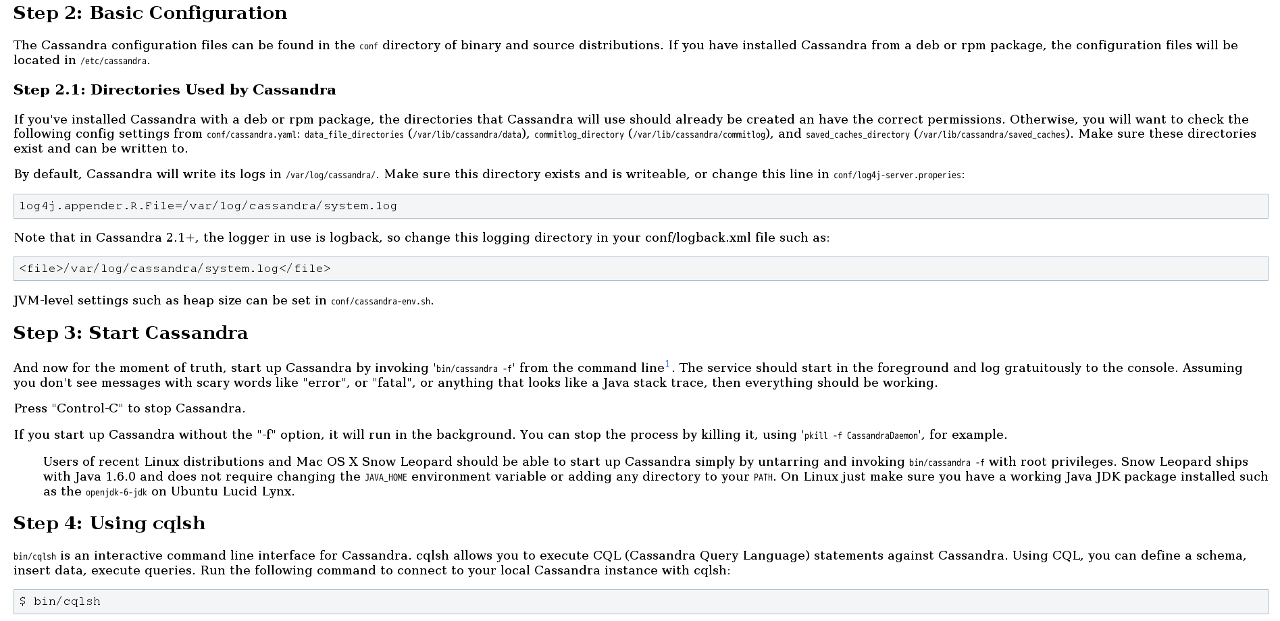 Step 2: Basic Configuration
The Cassandra configuration files can be found in the conf directory of binary and source distributions. If you have installed Cassandra from a deb or rpm package, the configuration files will be
located in /etc/cassandra.
Step 2.1: Directories Used by Cassandra
If you've installed Cassandra with a deb or rpm package, the directories that Cassandra will use should already be created an have the correct permissions. Otherwise, you will want to check the
following config settings from conf/cassandra.yaml: data_file_directories (/var/lib/cassandra/data), commitlog_directory (/var/lib/cassandra/commitlog), and saved_caches_directory (/var/lib/cassandra/saved_caches). Make sure these directories
exist and can be written to.
By default, Cassandra will write its logs in /var/log/cassandra/. Make sure this directory exists and is writeable, or change this line in conf/log4j-server.properies:
log4j.appender.R.File=/var/log/cassandra/system.log
Note that in Cassandra 2.1+, the logger in use is logback, so change this logging directory in your conf/logback.xml file such as:
<file>/var/log/cassandra/system.log</file>
JVM-level settings such as heap size can be set in conf/cassandra-env.sh.
Step 3: Start Cassandra
And now for the moment of truth, start up Cassandra by invoking 'bin/cassandra -f' from the command line1. The service should start in the foreground and log gratuitously to the console. Assuming
you don't see messages with scary words like "error", or "fatal", or anything that looks like a Java stack trace, then everything should be working.
Press "Control-C" to stop Cassandra.
If you start up Cassandra without the "-f" option, it will run in the background. You can stop the process by killing it, using 'pkill -f CassandraDaemon', for example.
Users of recent Linux distributions and Mac OS X Snow Leopard should be able to start up Cassandra simply by untarring and invoking bin/cassandra -f with root privileges. Snow Leopard ships
with Java 1.6.0 and does not require changing the JAVA_HOME environment variable or adding any directory to your PATH. On Linux just make sure you have a working Java JDK package installed such
as the openjdk-6-jdk on Ubuntu Lucid Lynx.
Step 4: Using cqlsh
bin/cqlsh is an interactive command line interface for Cassandra. cqlsh allows you to execute CQL (Cassandra Query Language) statements against Cassandra. Using CQL, you can define a schema,
insert data, execute queries. Run the following command to connect to your local Cassandra instance with cqlsh:
$ bin/cqlsh